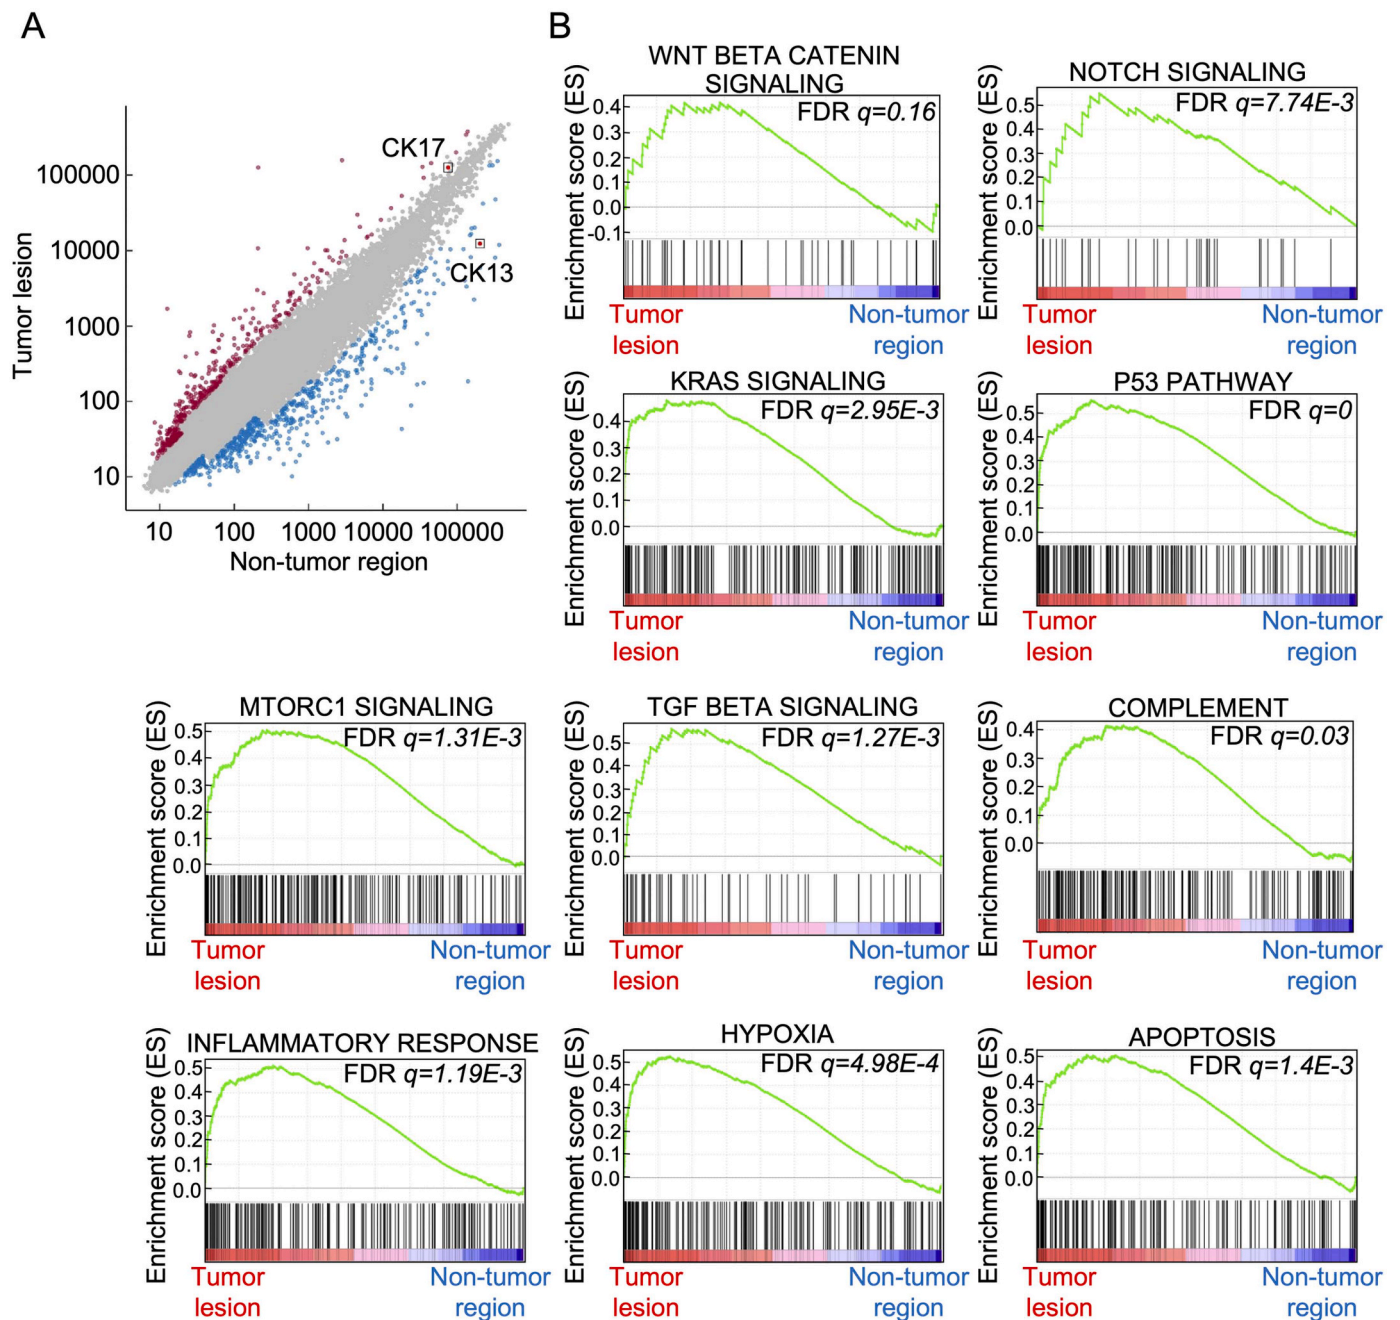 A
100000
10000
1000
100
10
Tumor lesion
CK17
CK13
10 100 1000 10000 100000
Non-tumor region
B
WNT BETA CATENIN
SIGNALING
FDR q=0.16
Enrichment score (ES)
0.4
0.3
0.2
0.1
0.0
-0.1
Tumor
lesion
Non-tumor
region
NOTCH SIGNALING
FDR q=7.74E-3
Enrichment score (ES)
0.5
0.4
0.3
0.2
0.1
0.0
Tumor
lesion
Non-tumor
region
KRAS SIGNALING
FDR q=2.95E-3
Enrichment score (ES)
0.4
0.3
0.2
0.1
0.0
Tumor
lesion
Non-tumor
region
P53 PATHWAY
FDR q=0
Enrichment score (ES)
0.5
0.4
0.3
0.2
0.1
0.0
Tumor
lesion
Non-tumor
region
MTORC1 SIGNALING
FDR q=1.31E-3
Enrichment score (ES)
0.5
0.4
0.3
0.2
0.1
0.0
Tumor
lesion
Non-tumor
region
TGF BETA SIGNALING
FDR q=1.27E-3
Enrichment score (ES)
0.5
0.4
0.3
0.2
0.1
0.0
Tumor
lesion
Non-tumor
region
COMPLEMENT
FDR q=0.03
Enrichment score (ES)
0.4
0.3
0.2
0.1
0.0
Tumor
lesion
Non-tumor
region
INFLAMMATORY RESPONSE
FDR q=1.19E-3
Enrichment score (ES)
0.5
0.4
0.3
0.2
0.1
0.0
Tumor
lesion
Non-tumor
region
HYPOXIA
FDR q=4.98E-4
Enrichment score (ES)
0.5
0.4
0.3
0.2
0.1
0.0
Tumor
lesion
Non-tumor
region
APOPTOSIS
FDR q=1.4E-3
Enrichment score (ES)
0.5
0.4
0.3
0.2
0.1
0.0
Tumor
lesion
Non-tumor
region